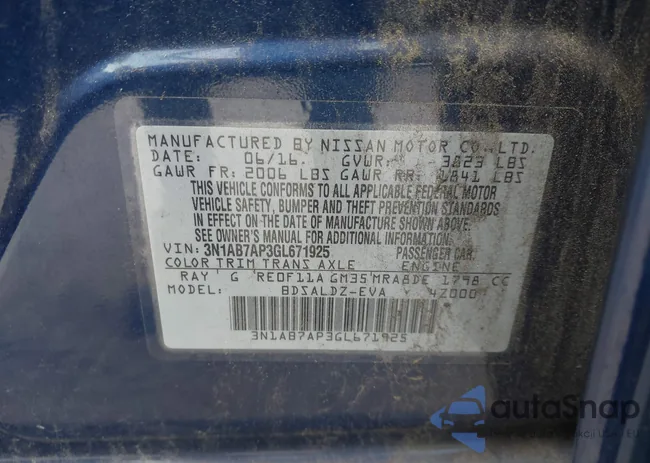 MANUFACTURED BY NISSAN MOTOR CO., LTD.
DATE: 06/16. GVWR: 3823 LBS
GAWR FR: 2006 LBS GAWR RR: 1841 LBS
THIS VEHICLE CONFORMS TO ALL APPLICABLE FEDERAL MOTOR
VEHICLE SAFETY, BUMPER AND THEFT PREVENTION STANDARDS
IN EFFECT ON THE DATE OF MANUFACTURE SHOWN ABOVE.
SEE OWNER'S MANUAL FOR ADDITIONAL INFORMATION
VIN: 3N1AB7AP3GL671925 PASSENGER CAR.
COLOR TRIM TRANS AXLE ENGINE
RAY G RE0F11A GM35 MRA8DE 1798 CC
MODEL: BDSALDZ-EVA 4Z000
3N1AB7AP3GL671925
autoSnap